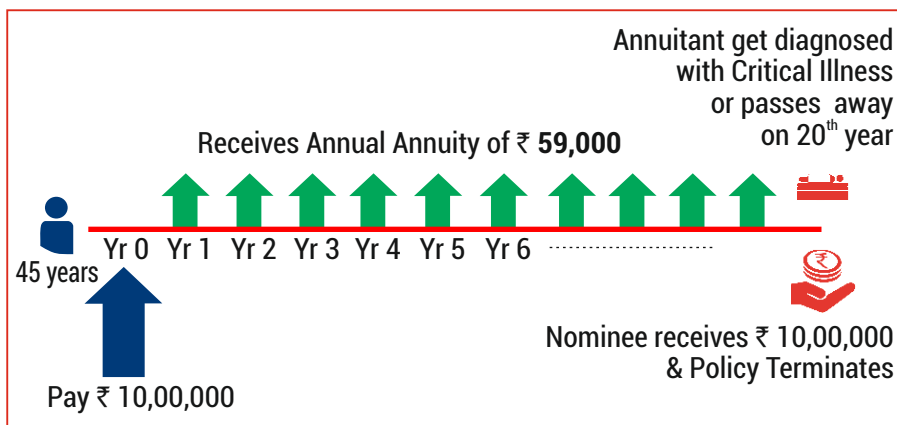 Annuitant get diagnosed
with Critical Illness
or passes away
on 20th year
Receives Annual Annuity of ₹ 59,000
Yr 0 Yr 1 Yr 2 Yr 3 Yr 4 Yr 5 Yr 6
45 years
₹
Nominee receives ₹ 10,00,000
& Policy Terminates
Pay ₹ 10,00,000